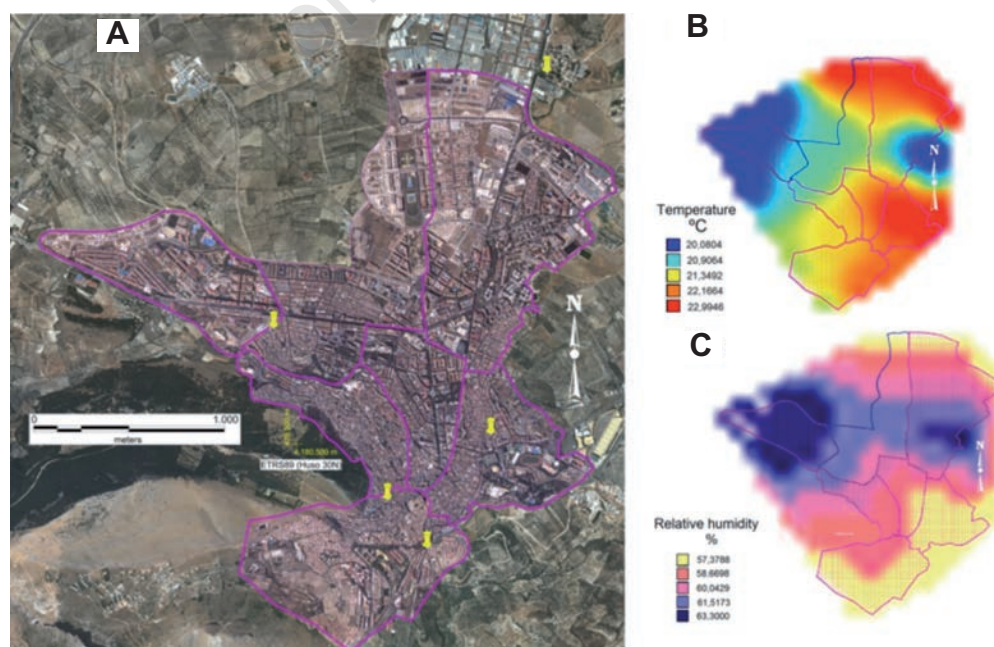 A
N
0
1.000
meters
ETRS89 (Huso 30N)
B
N
Temperature
ºC
20,0804
20,9064
21,3492
22,1664
22,9946
C
N
Relative humidity
%
57,3788
58,6698
60,0429
61,5173
63,3000